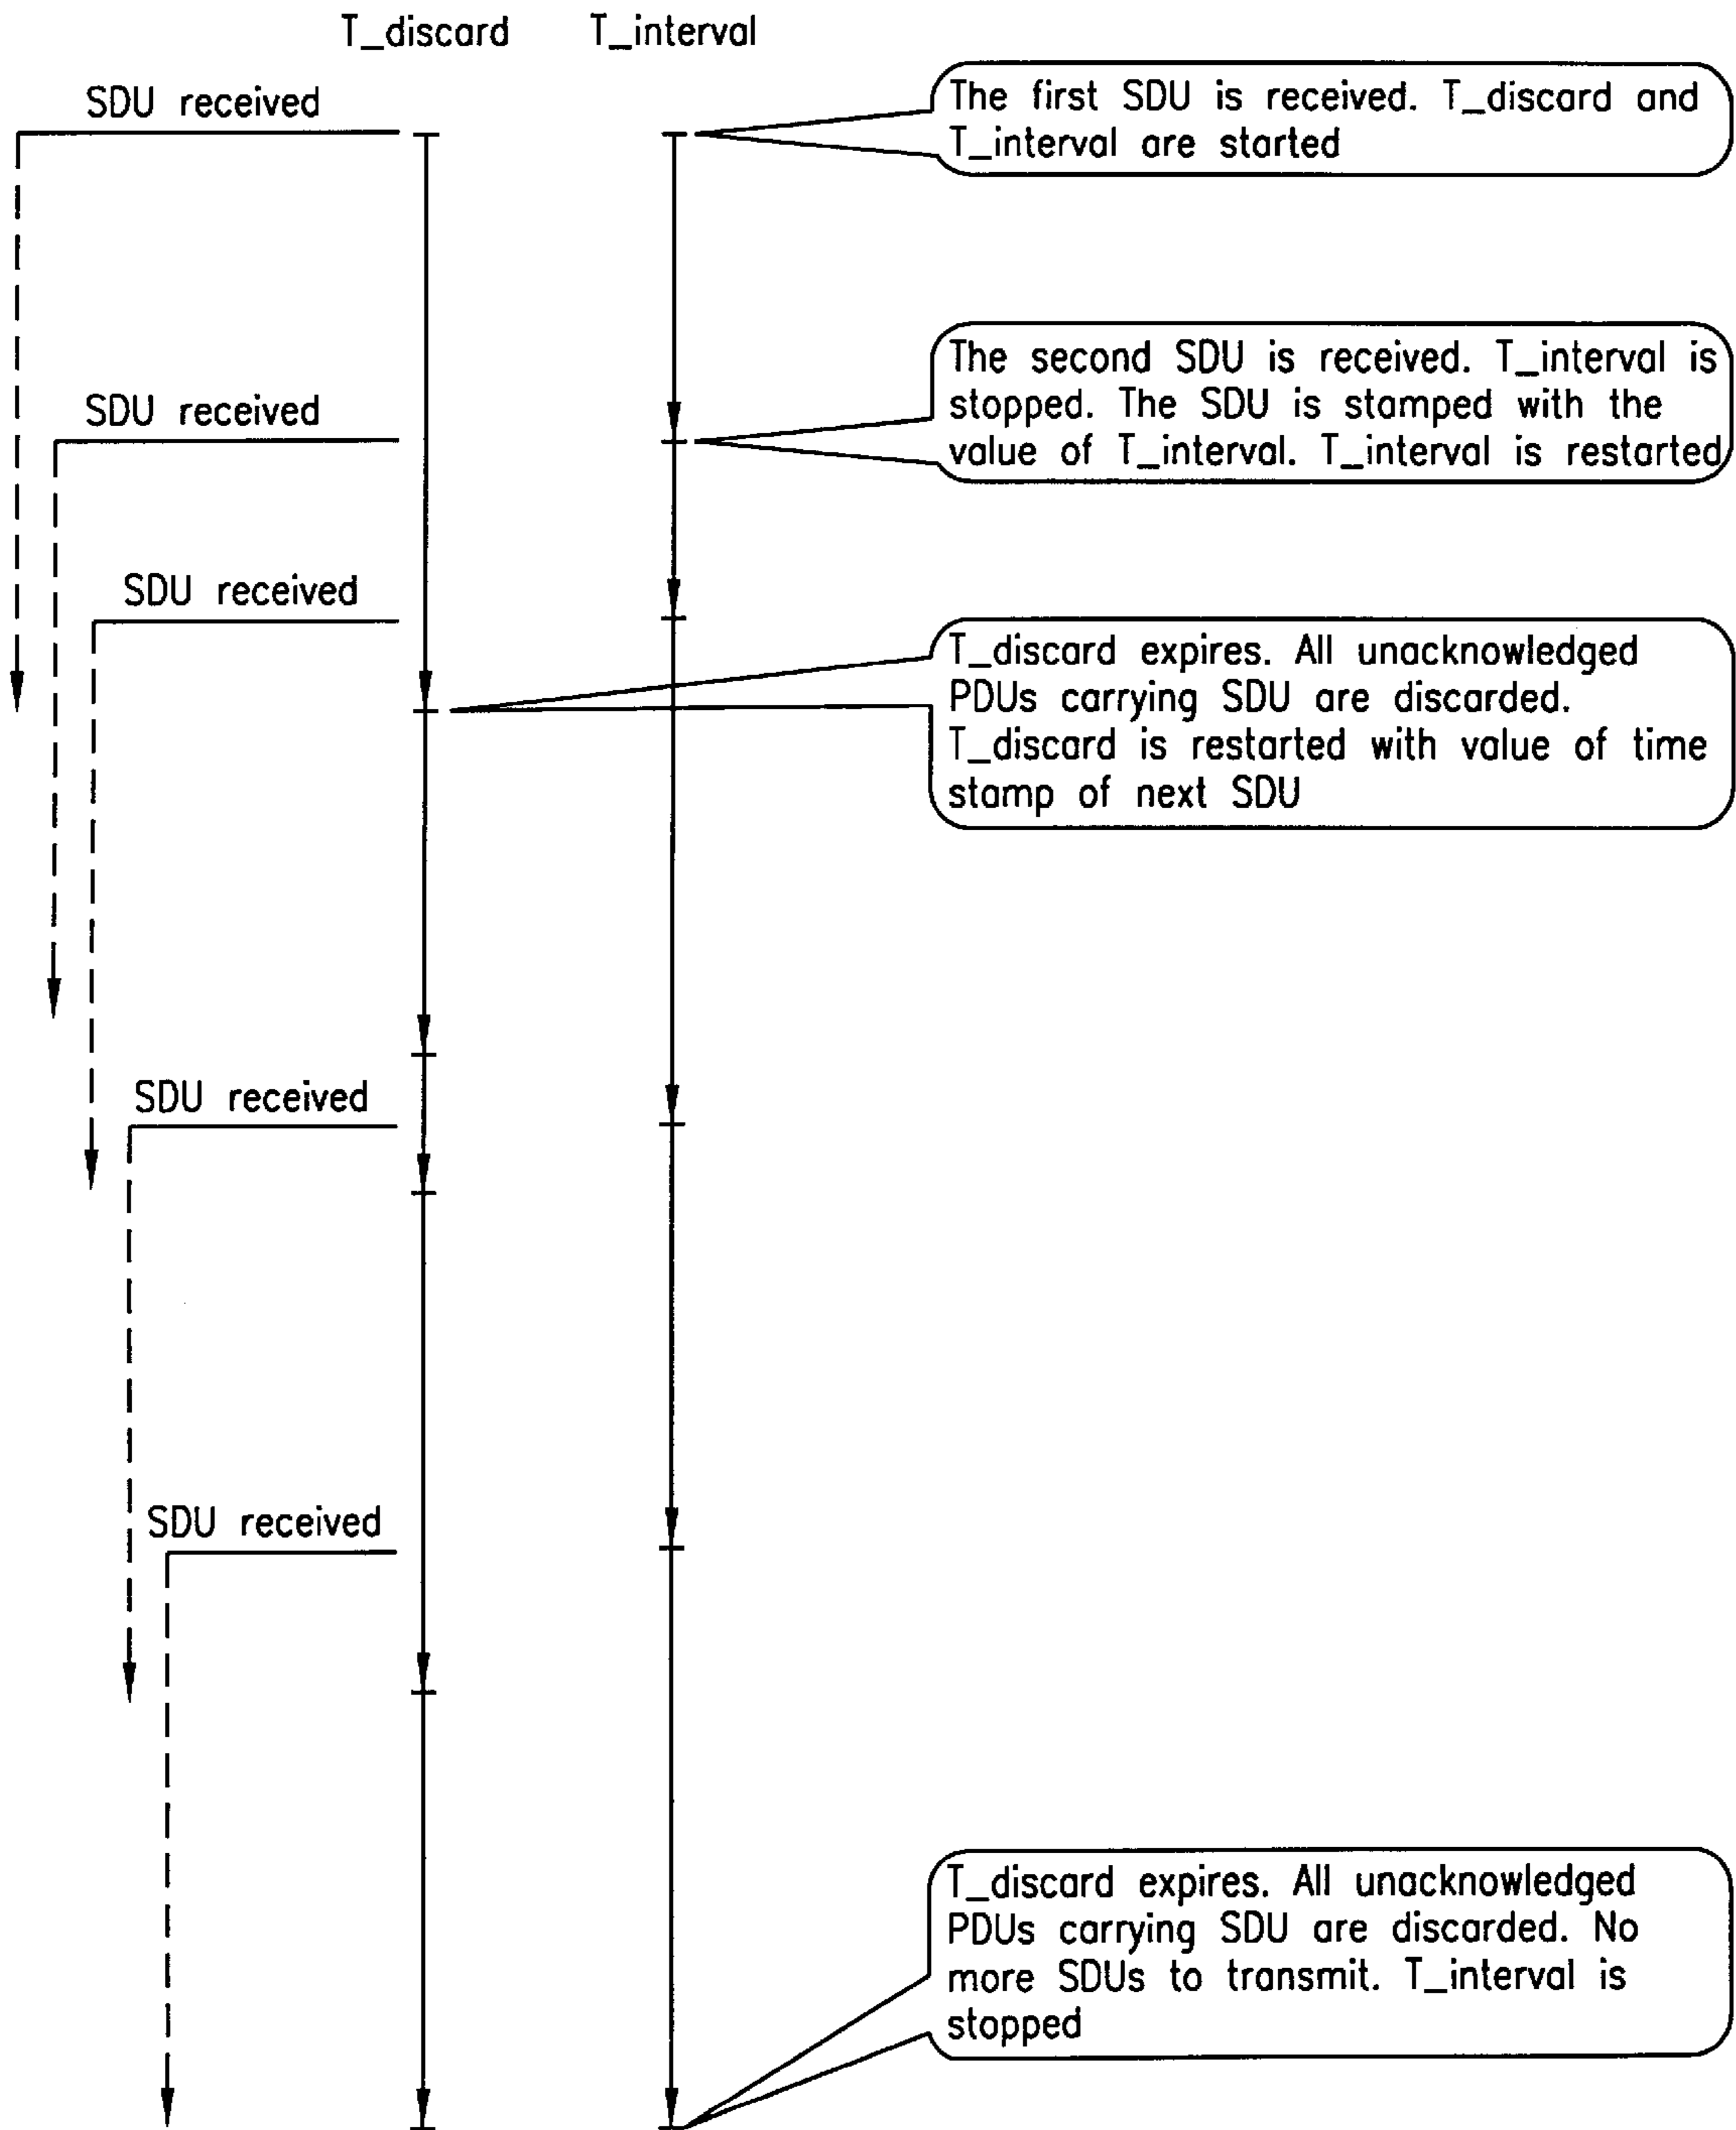 T_discard T_interval
SDU received
The first SDU is received. T_discard and
T_interval are started
SDU received
The second SDU is received. T_interval is
stopped. The SDU is stamped with the
value of T_interval. T_interval is restarted
SDU received
T_discard expires. All unacknowledged
PDUs carrying SDU are discarded.
T_discard is restarted with value of time
stamp of next SDU
SDU received
SDU received
T_discard expires. All unacknowledged
PDUs carrying SDU are discarded. No
more SDUs to transmit. T_interval is
stopped